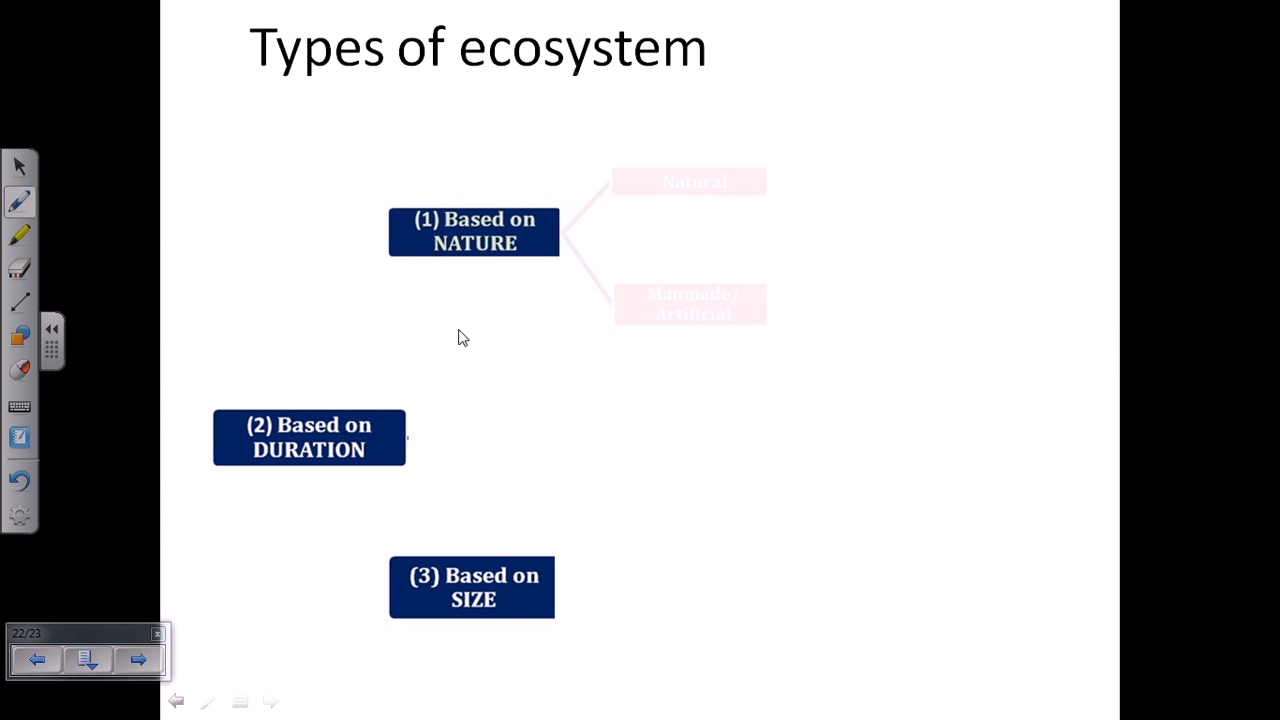 Types of ecosystem
Natural
(1) Based on
NATURE
Manmade/
Artificial
(2) Based on
DURATION
(3) Based on
SIZE
22/23
x